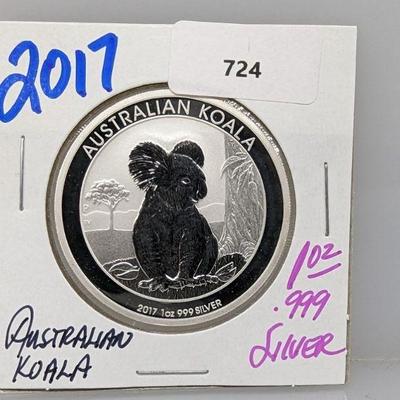 2017
724
AUSTRALIAN KOALA
2017 1oz 999 SILVER
AUSTRALIAN
KOALA
1oz
.999
SILVER